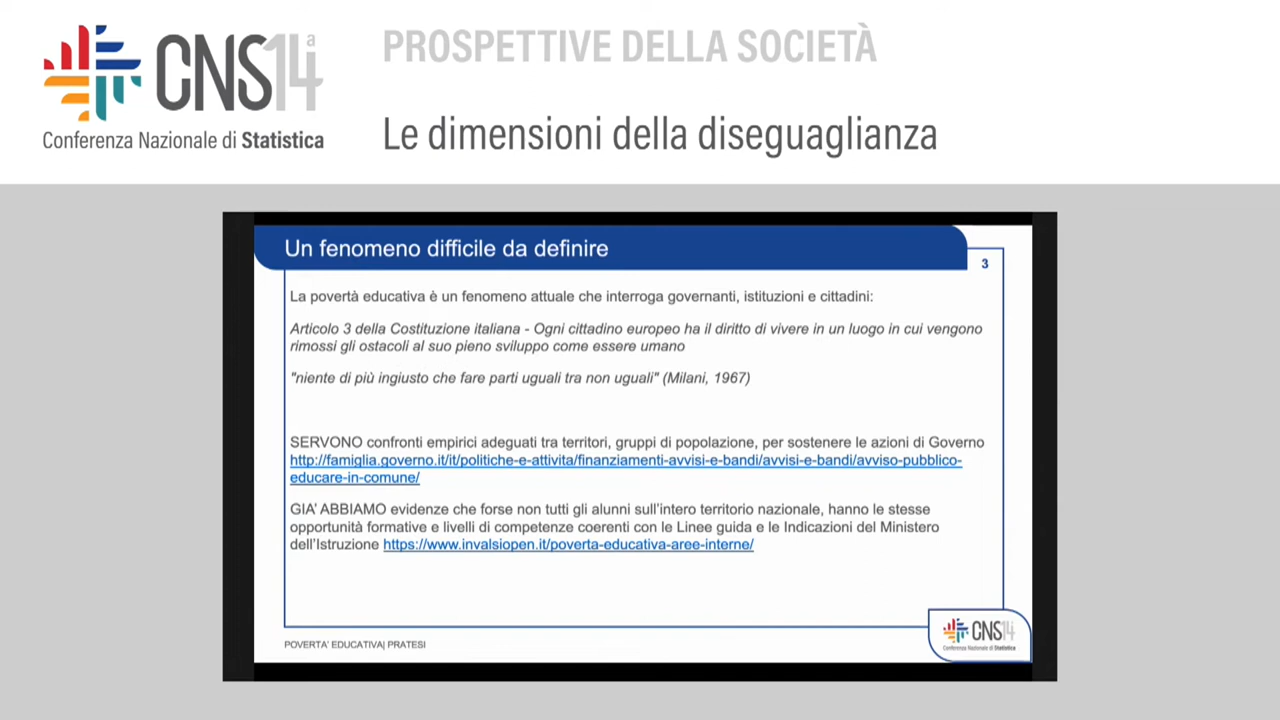 CNS14ª
Conferenza Nazionale di Statistica
PROSPETTIVE DELLA SOCIETÀ
Le dimensioni della diseguaglianza
Un fenomeno difficile da definire
3
La povertà educativa è un fenomeno attuale che interroga governanti, istituzioni e cittadini:
Articolo 3 della Costituzione italiana - Ogni cittadino europeo ha il diritto di vivere in un luogo in cui vengono
rimossi gli ostacoli al suo pieno sviluppo come essere umano
"niente di più ingiusto che fare parti uguali tra non uguali" (Milani, 1967)
SERVONO confronti empirici adeguati tra territori, gruppi di popolazione, per sostenere le azioni di Governo
http://famiglia.governo.it/it/politiche-e-attivita/finanziamenti-avvisi-e-bandi/avvisi-e-bandi/avviso-pubblico-
educare-in-comune/
GIA' ABBIAMO evidenze che forse non tutti gli alunni sull'intero territorio nazionale, hanno le stesse
opportunità formative e livelli di competenze coerenti con le Linee guida e le Indicazioni del Ministero
dell'Istruzione https://www.invalsiopen.it/poverta-educativa-aree-interne/
POVERTA' EDUCATIVA| PRATESI
CNS14
Conferenza Nazionale di Statistica